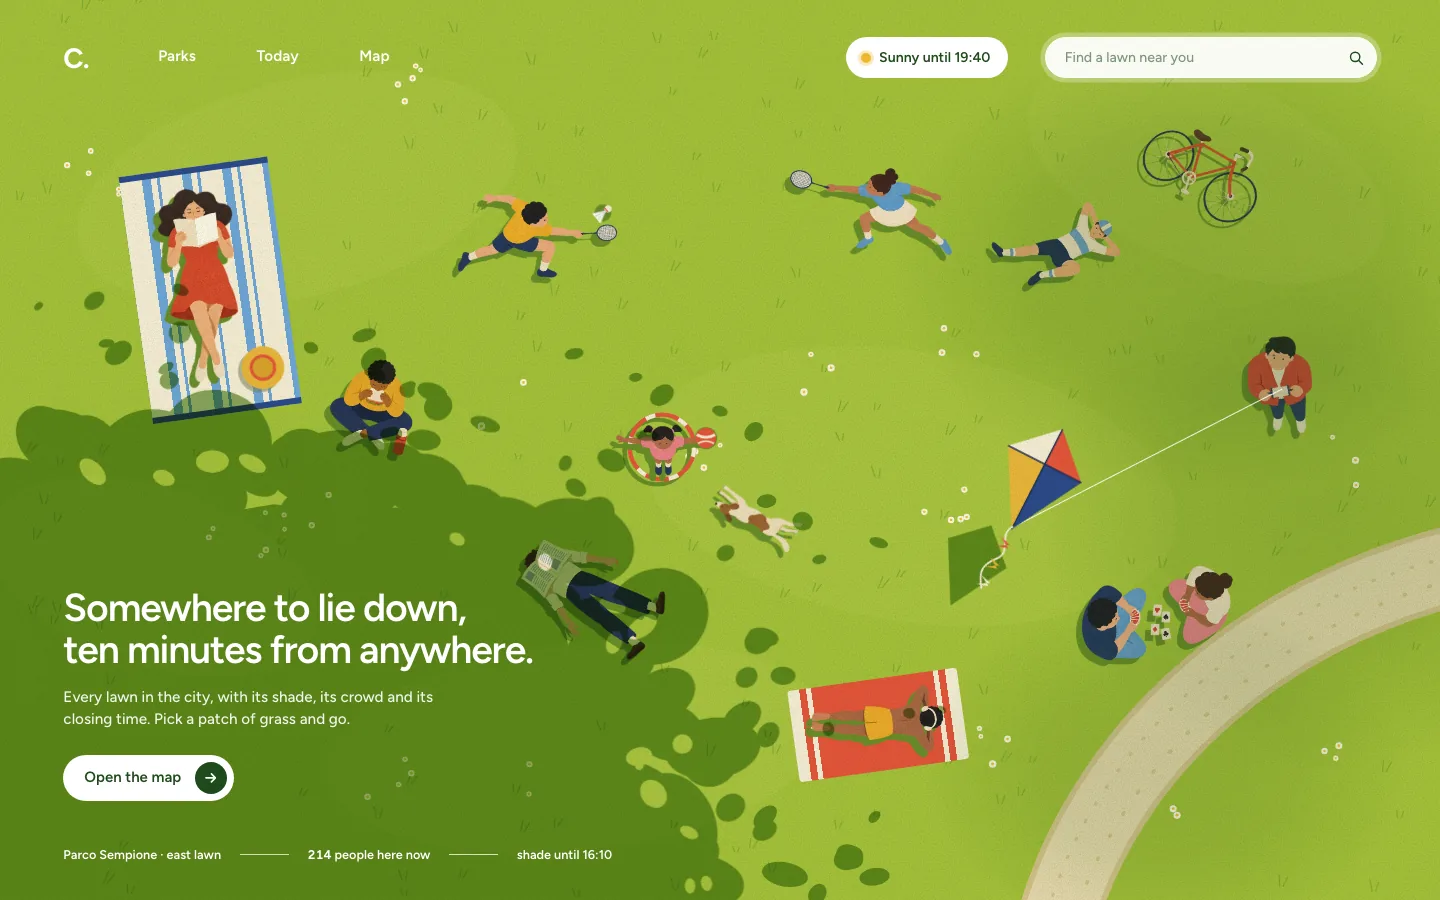 C.
Parks
Today
Map
Sunny until 19:40
Find a lawn near you
Somewhere to lie down,
ten minutes from anywhere.
Every lawn in the city, with its shade, its crowd and its
closing time. Pick a patch of grass and go.
Open the map
Parco Sempione · east lawn
214 people here now
shade until 16:10